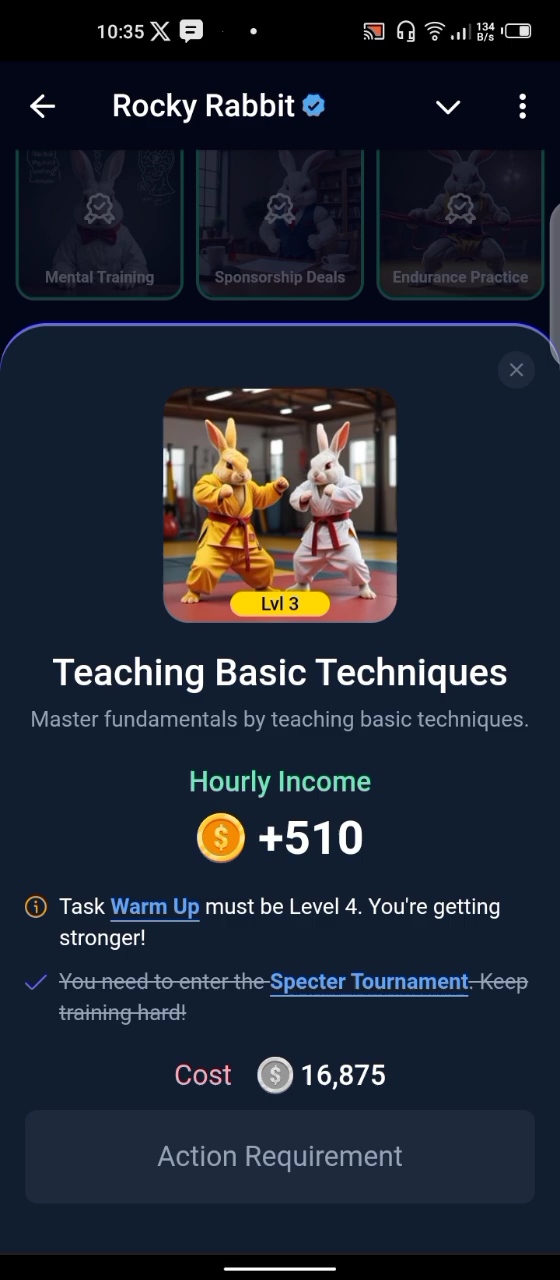 10:35
134
B/s
Rocky Rabbit
Mental Training
Sponsorship Deals
Endurance Practice
Lvl 3
Teaching Basic Techniques
Master fundamentals by teaching basic techniques.
Hourly Income
+510
Task Warm Up must be Level 4. You're getting
stronger!
You need to enter the Specter Tournament. Keep
training hard!
Cost 16,875
Action Requirement